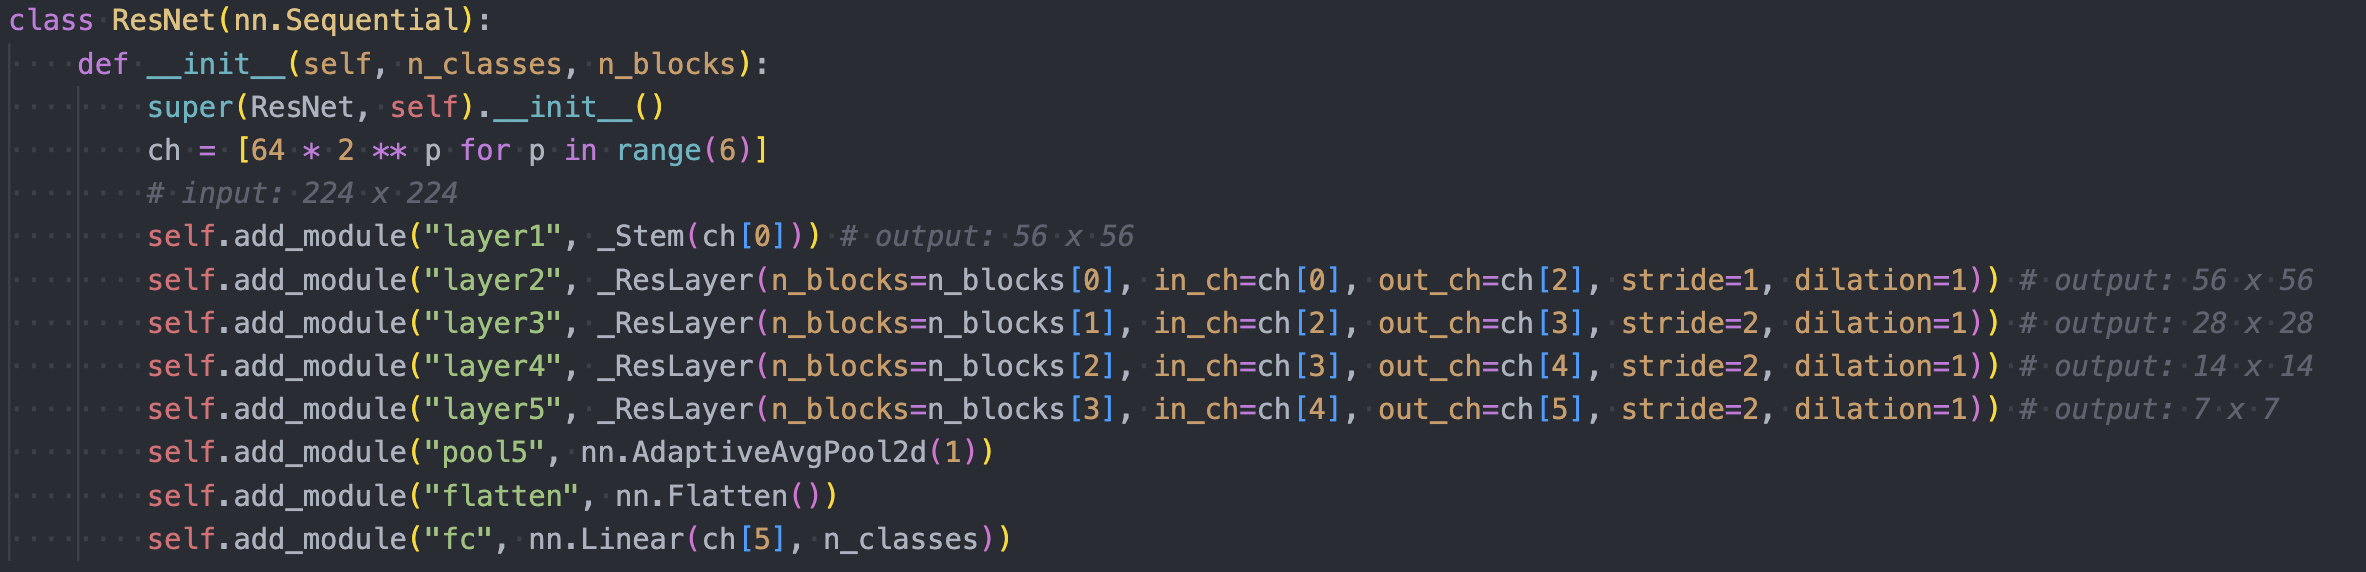 class ResNet(nn.Sequential):
    def __init__(self, n_classes, n_blocks):
        super(ResNet, self).__init__()
        ch = [64 * 2 ** p for p in range(6)]
        # input: 224 x 224
        self.add_module("layer1", _Stem(ch[0])) # output: 56 x 56
        self.add_module("layer2", _ResLayer(n_blocks=n_blocks[0], in_ch=ch[0], out_ch=ch[2], stride=1, dilation=1)) # output: 56 x 56
        self.add_module("layer3", _ResLayer(n_blocks=n_blocks[1], in_ch=ch[2], out_ch=ch[3], stride=2, dilation=1)) # output: 28 x 28
        self.add_module("layer4", _ResLayer(n_blocks=n_blocks[2], in_ch=ch[3], out_ch=ch[4], stride=2, dilation=1)) # output: 14 x 14
        self.add_module("layer5", _ResLayer(n_blocks=n_blocks[3], in_ch=ch[4], out_ch=ch[5], stride=2, dilation=1)) # output: 7 x 7
        self.add_module("pool5", nn.AdaptiveAvgPool2d(1))
        self.add_module("flatten", nn.Flatten())
        self.add_module("fc", nn.Linear(ch[5], n_classes))